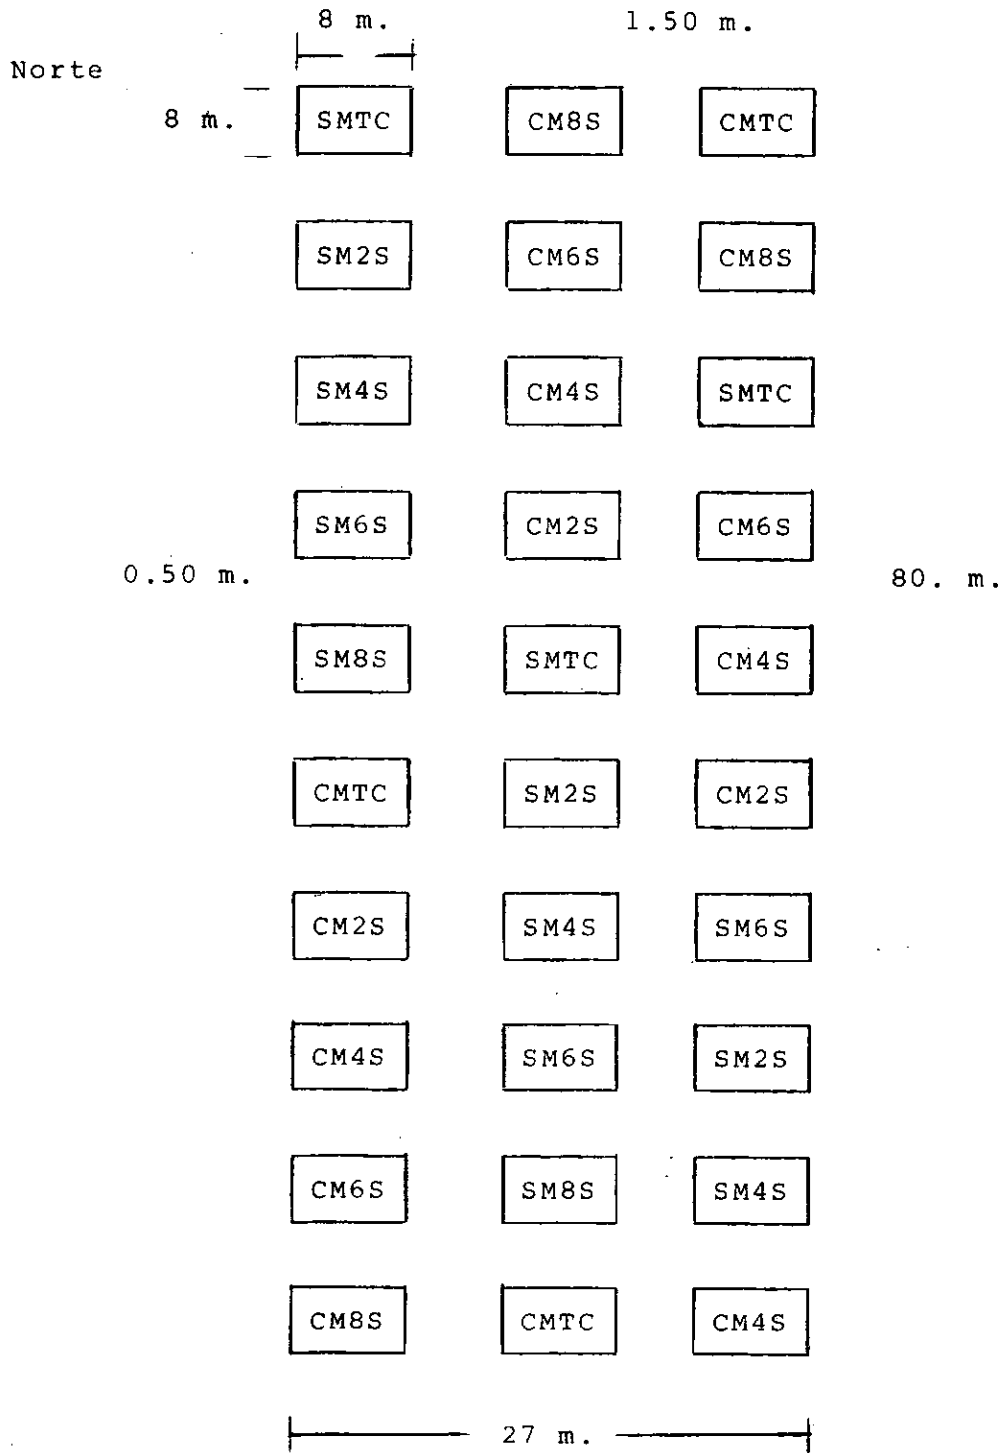 8 m. 1.50 m.
Norte
8 m. SMTC CM8S CMTC
SM2S CM6S CM8S
SM4S CM4S SMTC
SM6S CM2S CM6S
0.50 m. 80. m.
SM8S SMTC CM4S
CMTC SM2S CM2S
CM2S SM4S SM6S
CM4S SM6S SM2S
CM6S SM8S SM4S
CM8S CMTC CM4S
27 m.